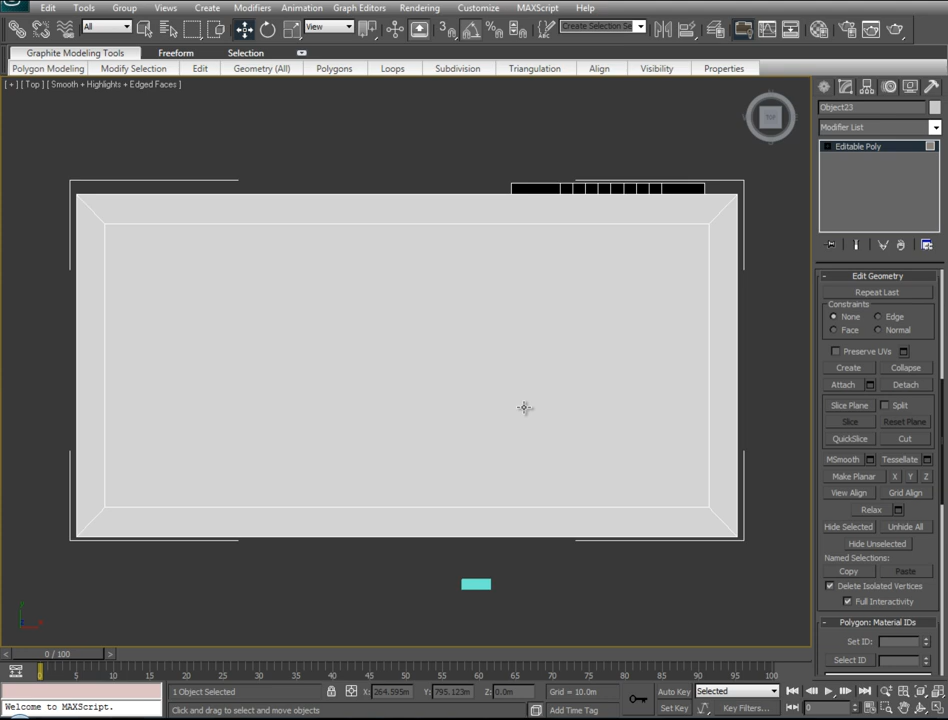 Edit Tools Group Views Create Modifiers Animation Graph Editors Rendering Customize MAXScript Help
All View 3 Create Selection Se
Graphite Modeling Tools Freeform Selection
Polygon Modeling Modify Selection Edit Geometry (All) Polygons Loops Subdivision Triangulation Align Visibility Properties
[ + ] [ Top ] [ Smooth + Highlights + Edged Faces ]
TOP
Object23
Modifier List
Editable Poly
- Edit Geometry
Repeat Last
Constraints
None Edge
Face Normal
Preserve UVs
Create Collapse
Attach Detach
Slice Plane Split
Slice Reset Plane
QuickSlice Cut
MSmooth Tessellate
Make Planar X Y Z
View Align Grid Align
Relax
Hide Selected Unhide All
Hide Unselected
Named Selections:
Copy Paste
Delete Isolated Vertices
Full Interactivity
- Polygon: Material IDs
Set ID:
Select ID
< 0 / 100 >
5 10 15 20 25 30 35 40 45 50 55 60 65 70 75 80 85 90 95 100
1 Object Selected X: 264.595m Y: 795.123m Z: 0.0m Grid = 10.0m Auto Key Selected
Welcome to MAXScript. Click and drag to select and move objects Add Time Tag Set Key Key Filters... 0